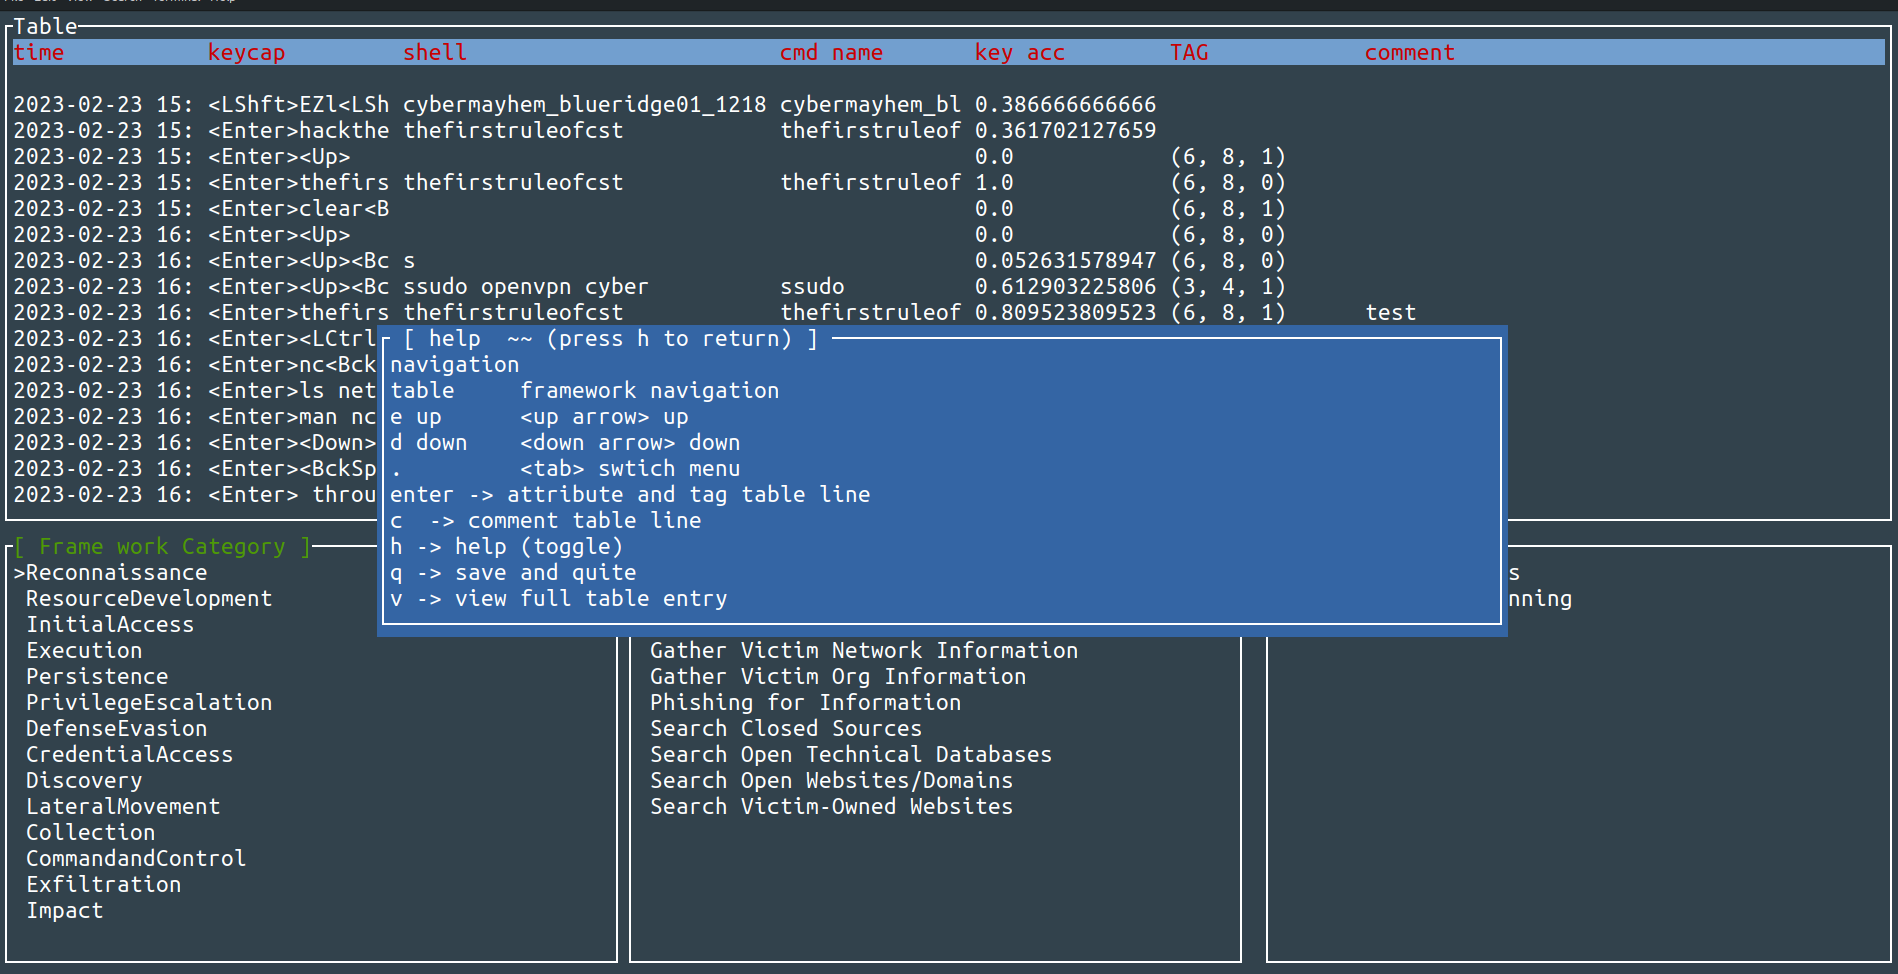 Table
time keycap shell cmd name key acc TAG comment
2023-02-23 15: <LShft>EZl<LSh cybermayhem_blueridge01_1218 cybermayhem_bl 0.386666666666
2023-02-23 15: <Enter>hackthe thefirstruleofcst thefirstruleof 0.361702127659
2023-02-23 15: <Enter><Up> 0.0 (6, 8, 1)
2023-02-23 15: <Enter>thefirs thefirstruleofcst thefirstruleof 1.0 (6, 8, 0)
2023-02-23 15: <Enter>clear<B 0.0 (6, 8, 1)
2023-02-23 16: <Enter><Up> 0.0 (6, 8, 0)
2023-02-23 16: <Enter><Up><Bc s 0.052631578947 (6, 8, 0)
2023-02-23 16: <Enter><Up><Bc ssudo openvpn cyber ssudo 0.612903225806 (3, 4, 1)
2023-02-23 16: <Enter>thefirs thefirstruleofcst thefirstruleof 0.809523809523 (6, 8, 1) test
2023-02-23 16: <Enter><LCtrl
2023-02-23 16: <Enter>nc<Bck
2023-02-23 16: <Enter>ls net
2023-02-23 16: <Enter>man nc
2023-02-23 16: <Enter><Down>
2023-02-23 16: <Enter><BckSp
2023-02-23 16: <Enter> throu
[ help ~~ (press h to return) ]
navigation
table framework navigation
e up <up arrow> up
d down <down arrow> down
. <tab> swtich menu
enter -> attribute and tag table line
c -> comment table line
h -> help (toggle)
q -> save and quite
v -> view full table entry
[ Frame work Category ]
>Reconnaissance
ResourceDevelopment
InitialAccess
Execution
Persistence
PrivilegeEscalation
DefenseEvasion
CredentialAccess
Discovery
LateralMovement
Collection
CommandandControl
Exfiltration
Impact
Gather Victim Network Information
Gather Victim Org Information
Phishing for Information
Search Closed Sources
Search Open Technical Databases
Search Open Websites/Domains
Search Victim-Owned Websites
s
nning